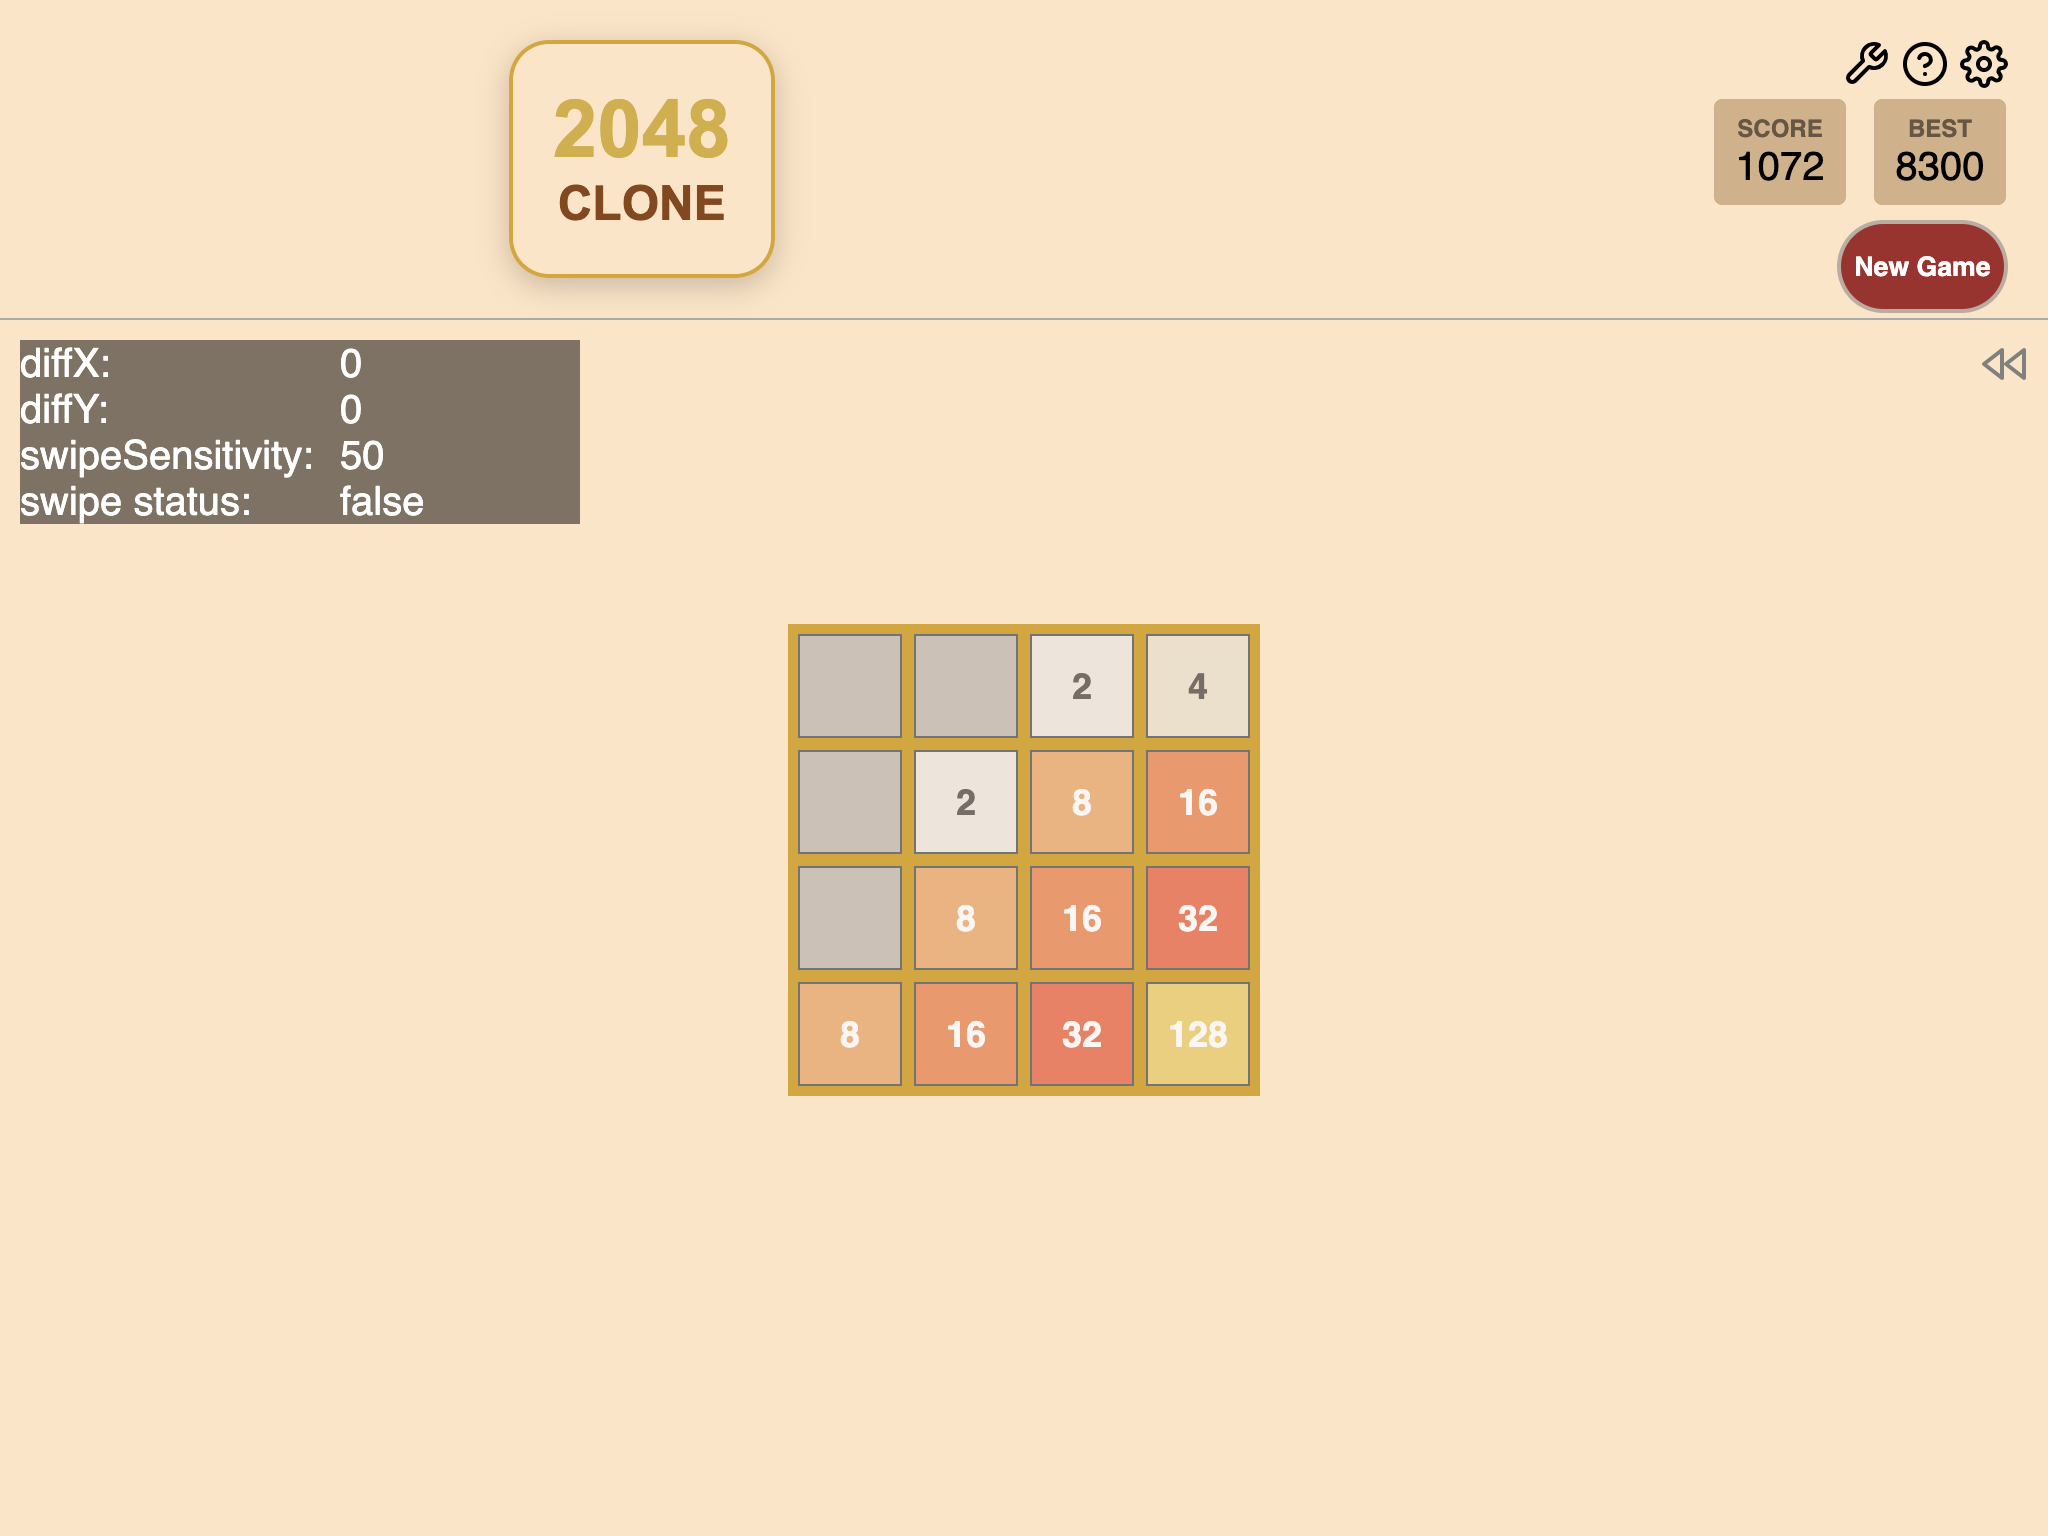 2048
CLONE
SCORE
1072
BEST
8300
New Game
diffX: 0
diffY: 0
swipeSensitivity: 50
swipe status: false
2 4
2 8 16
8 16 32
8 16 32 128